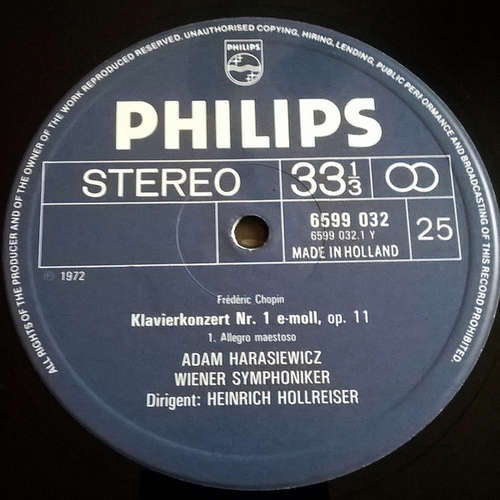 ALL RIGHTS OF THE PRODUCER AND OF THE OWNER OF THE WORK REPRODUCED RESERVED. UNAUTHORISED COPYING, HIRING, LENDING, PUBLIC PERFORMANCE AND BROADCASTING OF THIS RECORD PROHIBITED.
PHILIPS
PHILIPS
STEREO 33 1/3
6599 032
6599 032.1 Y
MADE IN HOLLAND
25
℗ 1972
Frédéric Chopin
Klavierkonzert Nr. 1 e-moll, op. 11
1. Allegro maestoso
ADAM HARASIEWICZ
WIENER SYMPHONIKER
Dirigent: HEINRICH HOLLREISER